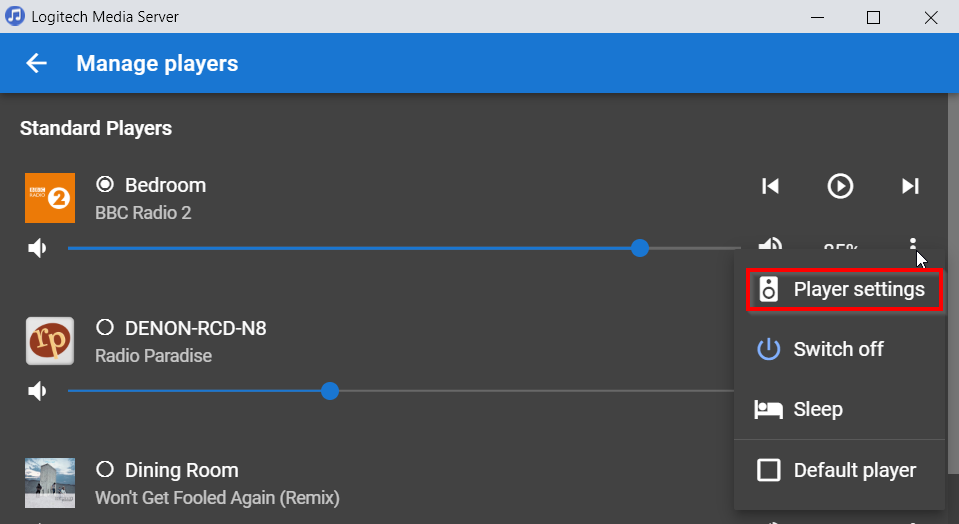 Logitech Media Server
Manage players
Standard Players
BBC
RADIO 2
Bedroom
BBC Radio 2
85%
Player settings
rp
DENON-RCD-N8
Radio Paradise
Switch off
Sleep
Dining Room
Won't Get Fooled Again (Remix)
Default player